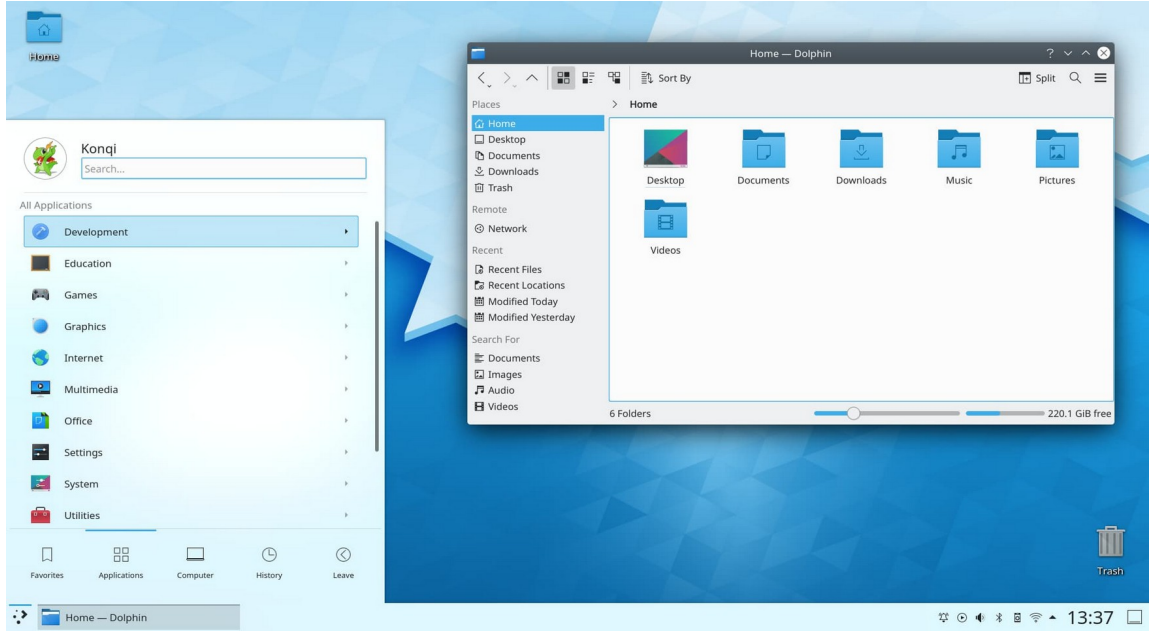 Home
Home — Dolphin
Sort By
Split
Places
Home
Home
Desktop
Documents
Downloads
Trash
Remote
Network
Recent
Recent Files
Recent Locations
Modified Today
Modified Yesterday
Search For
Documents
Images
Audio
Videos
Desktop
Documents
Downloads
Music
Pictures
Videos
6 Folders
220.1 GiB free
Konqi
Search...
All Applications
Development
Education
Games
Graphics
Internet
Multimedia
Office
Settings
System
Utilities
Favorites
Applications
Computer
History
Leave
Trash
Home — Dolphin
13:37